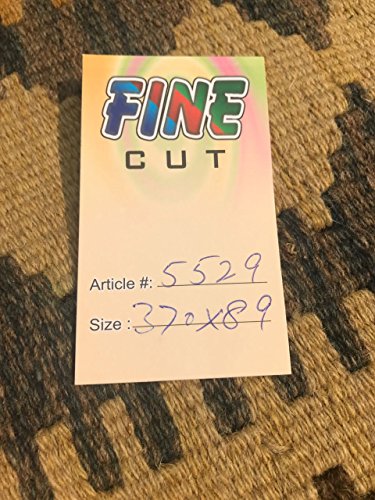 FINE
CUT
Article #: 5529
Size : 370x89